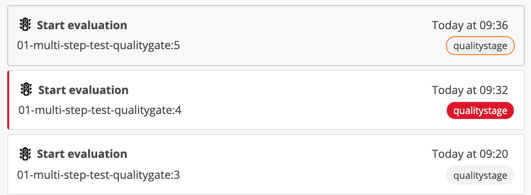 Start evaluation Today at 09:36
01-multi-step-test-qualitygate:5 qualitystage
Start evaluation Today at 09:32
01-multi-step-test-qualitygate:4 qualitystage
Start evaluation Today at 09:20
01-multi-step-test-qualitygate:3 qualitystage